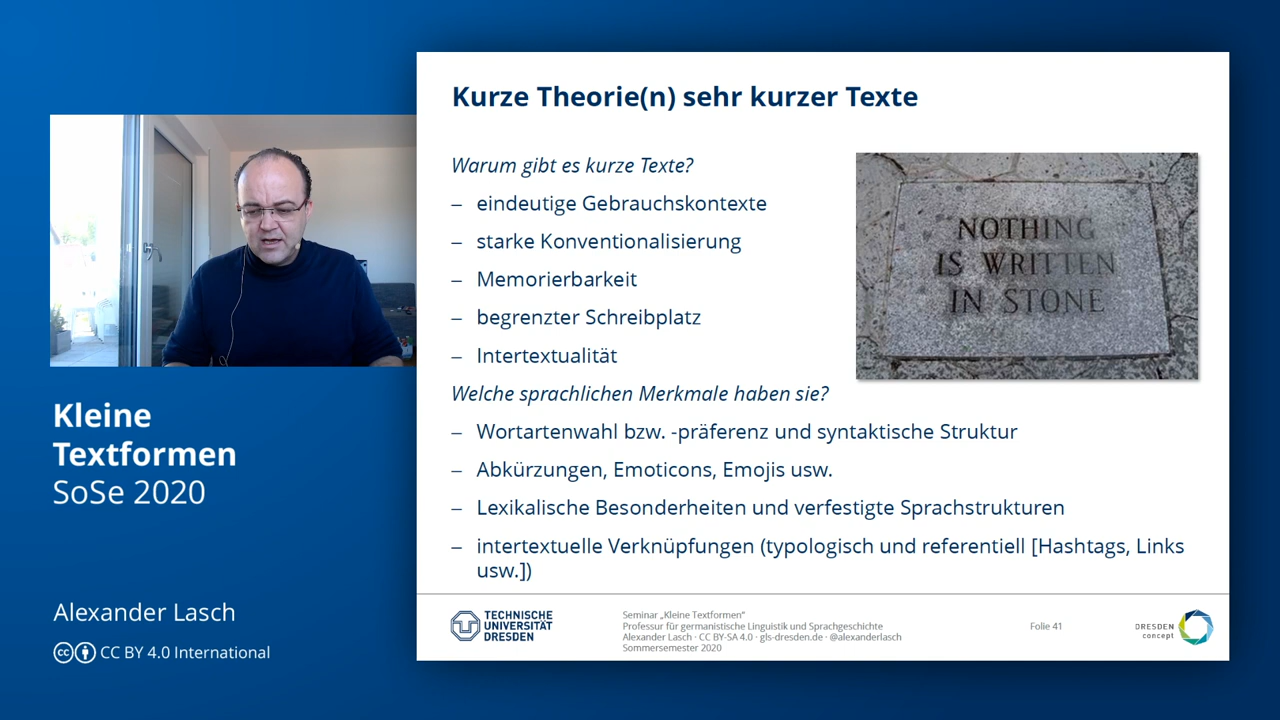 Kurze Theorie(n) sehr kurzer Texte
Warum gibt es kurze Texte?
– eindeutige Gebrauchskontexte
– starke Konventionalisierung
– Memorierbarkeit
– begrenzter Schreibplatz
– Intertextualität
NOTHING
IS WRITTEN
IN STONE
Welche sprachlichen Merkmale haben sie?
– Wortartenwahl bzw. -präferenz und syntaktische Struktur
– Abkürzungen, Emoticons, Emojis usw.
– Lexikalische Besonderheiten und verfestigte Sprachstrukturen
– intertextuelle Verknüpfungen (typologisch und referentiell [Hashtags, Links
usw.])
Kleine
Textformen
SoSe 2020
Alexander Lasch
cc CC BY 4.0 International
TECHNISCHE
UNIVERSITÄT
DRESDEN
Seminar „Kleine Textformen“
Professur für germanistische Linguistik und Sprachgeschichte
Alexander Lasch · CC BY-SA 4.0 · gls-dresden.de · @alexanderlasch
Sommersemester 2020
Folie 41
DRESDEN
concept